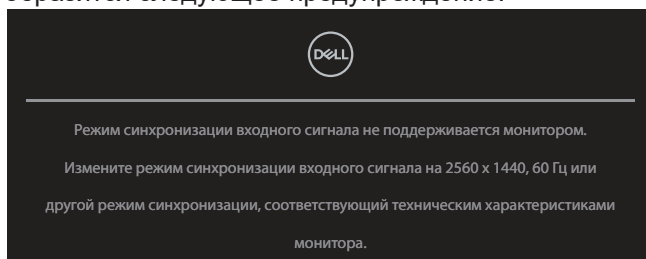 DELL
Режим синхронизации входного сигнала не поддерживается монитором.
Измените режим синхронизации входного сигнала на 2560 x 1440, 60 Гц или
другой режим синхронизации, соответствующий техническим характеристиками
монитора.